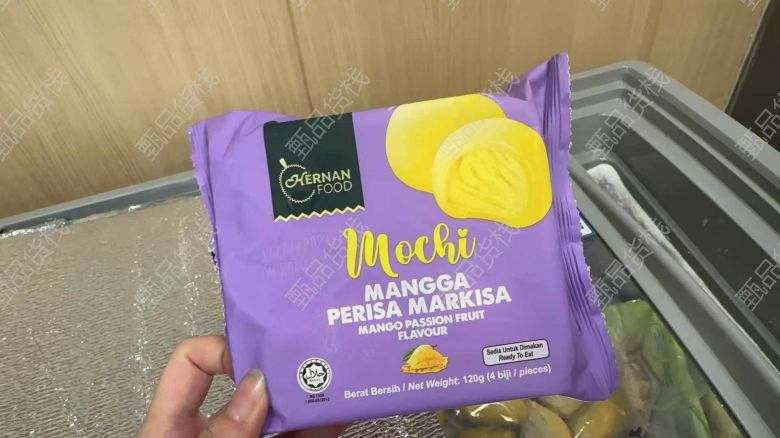 HERNAN
FOOD
Mochi
MANGGA
PERISA MARKISA
MANGO PASSION FRUIT
FLAVOUR
Sedia Untuk Dimakan
Ready To Eat
Berat Bersih / Net Weight: 120g (4 biji / pieces)
甄品货栈